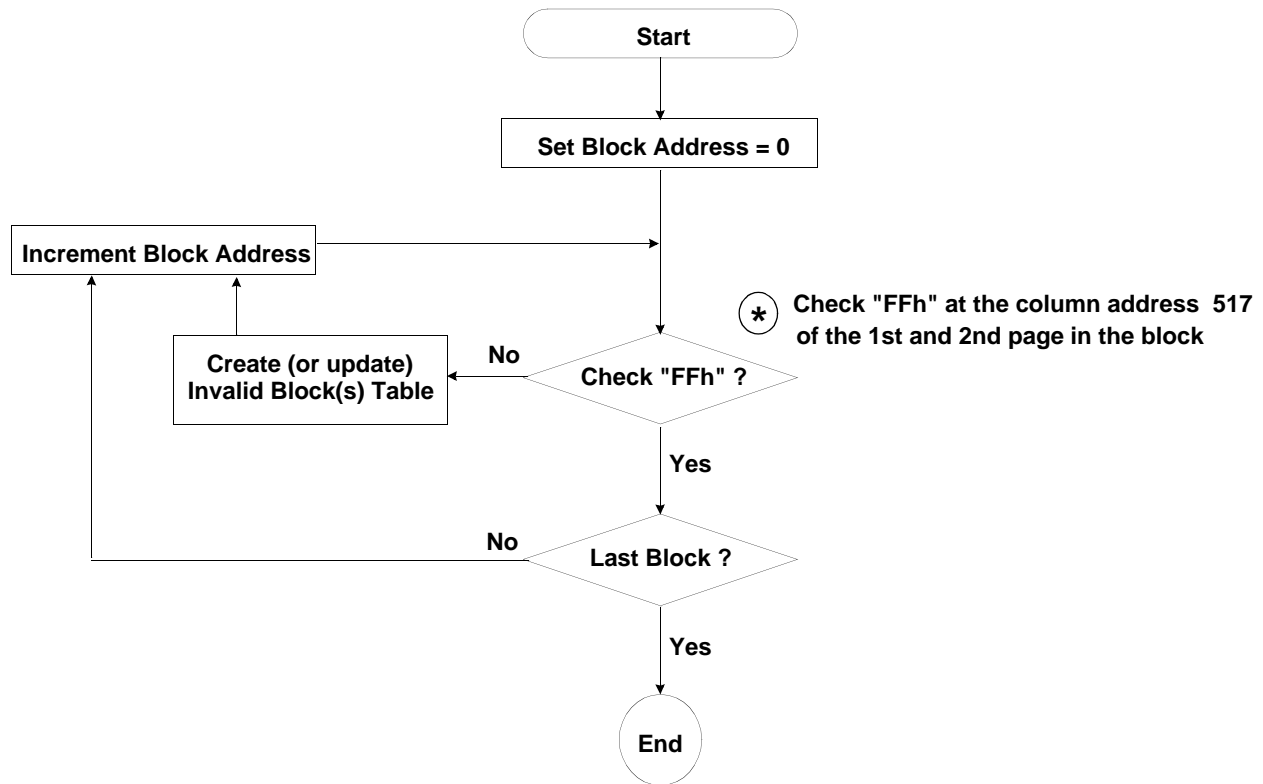 Start
Set Block Address = 0
Increment Block Address
* Check "FFh" at the column address 517
of the 1st and 2nd page in the block
No
Create (or update)
Invalid Block(s) Table
Check "FFh" ?
Yes
No
Last Block ?
Yes
End